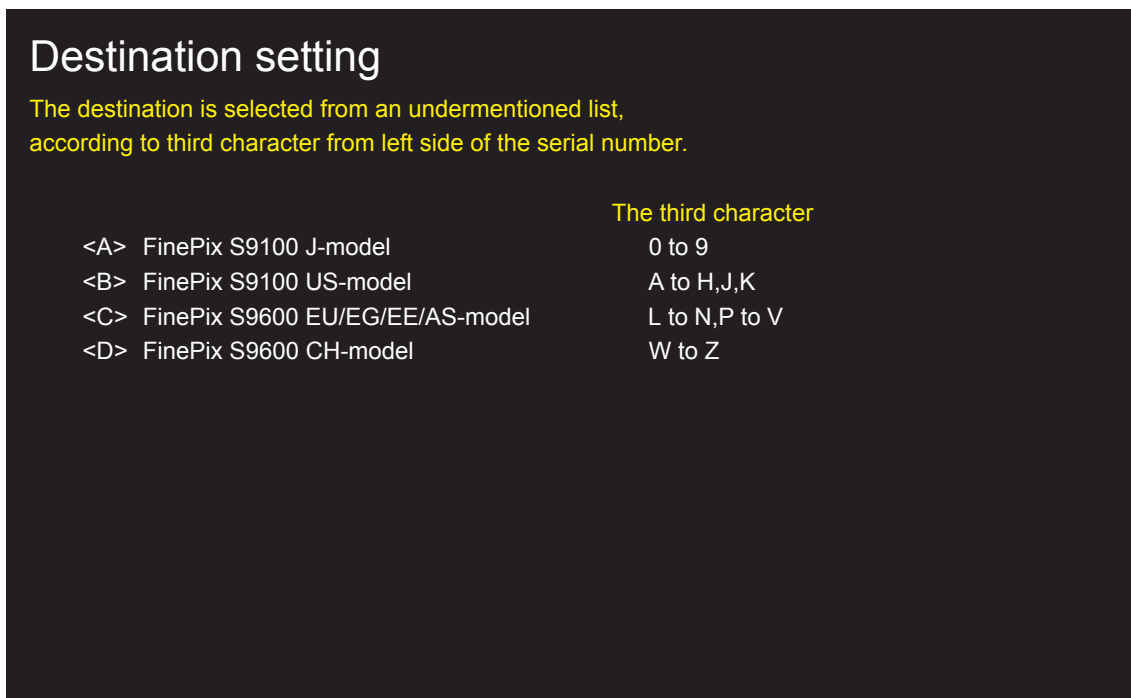 Destination setting
The destination is selected from an undermentioned list,
according to third character from left side of the serial number.
The third character
<A> FinePix S9100 J-model 0 to 9
<B> FinePix S9100 US-model A to H,J,K
<C> FinePix S9600 EU/EG/EE/AS-model L to N,P to V
<D> FinePix S9600 CH-model W to Z